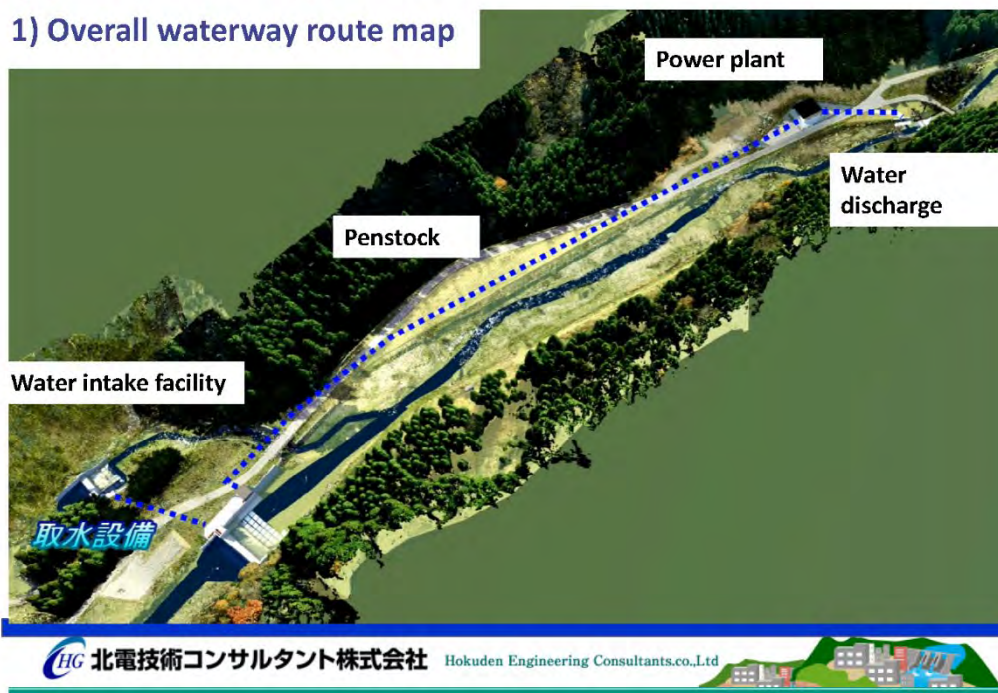 1) Overall waterway route map
Power plant
Water
discharge
Penstock
Water intake facility
取水設備
HG 北電技術コンサルタント株式会社 Hokuden Engineering Consultants.co.,Ltd